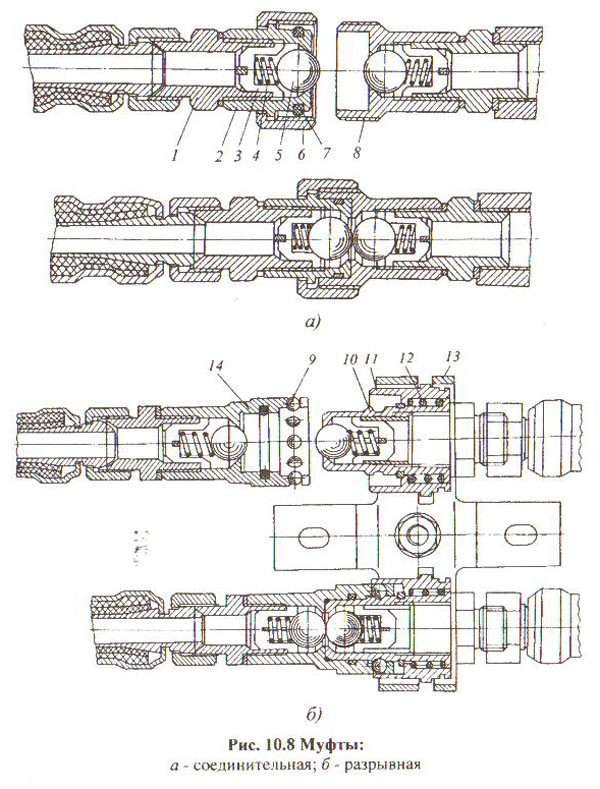 1 2 3 4 5 6 7 8
а)
14 9 10 11 12 13
б)
Рис. 10.8 Муфты:
а - соединительная; б - разрывная